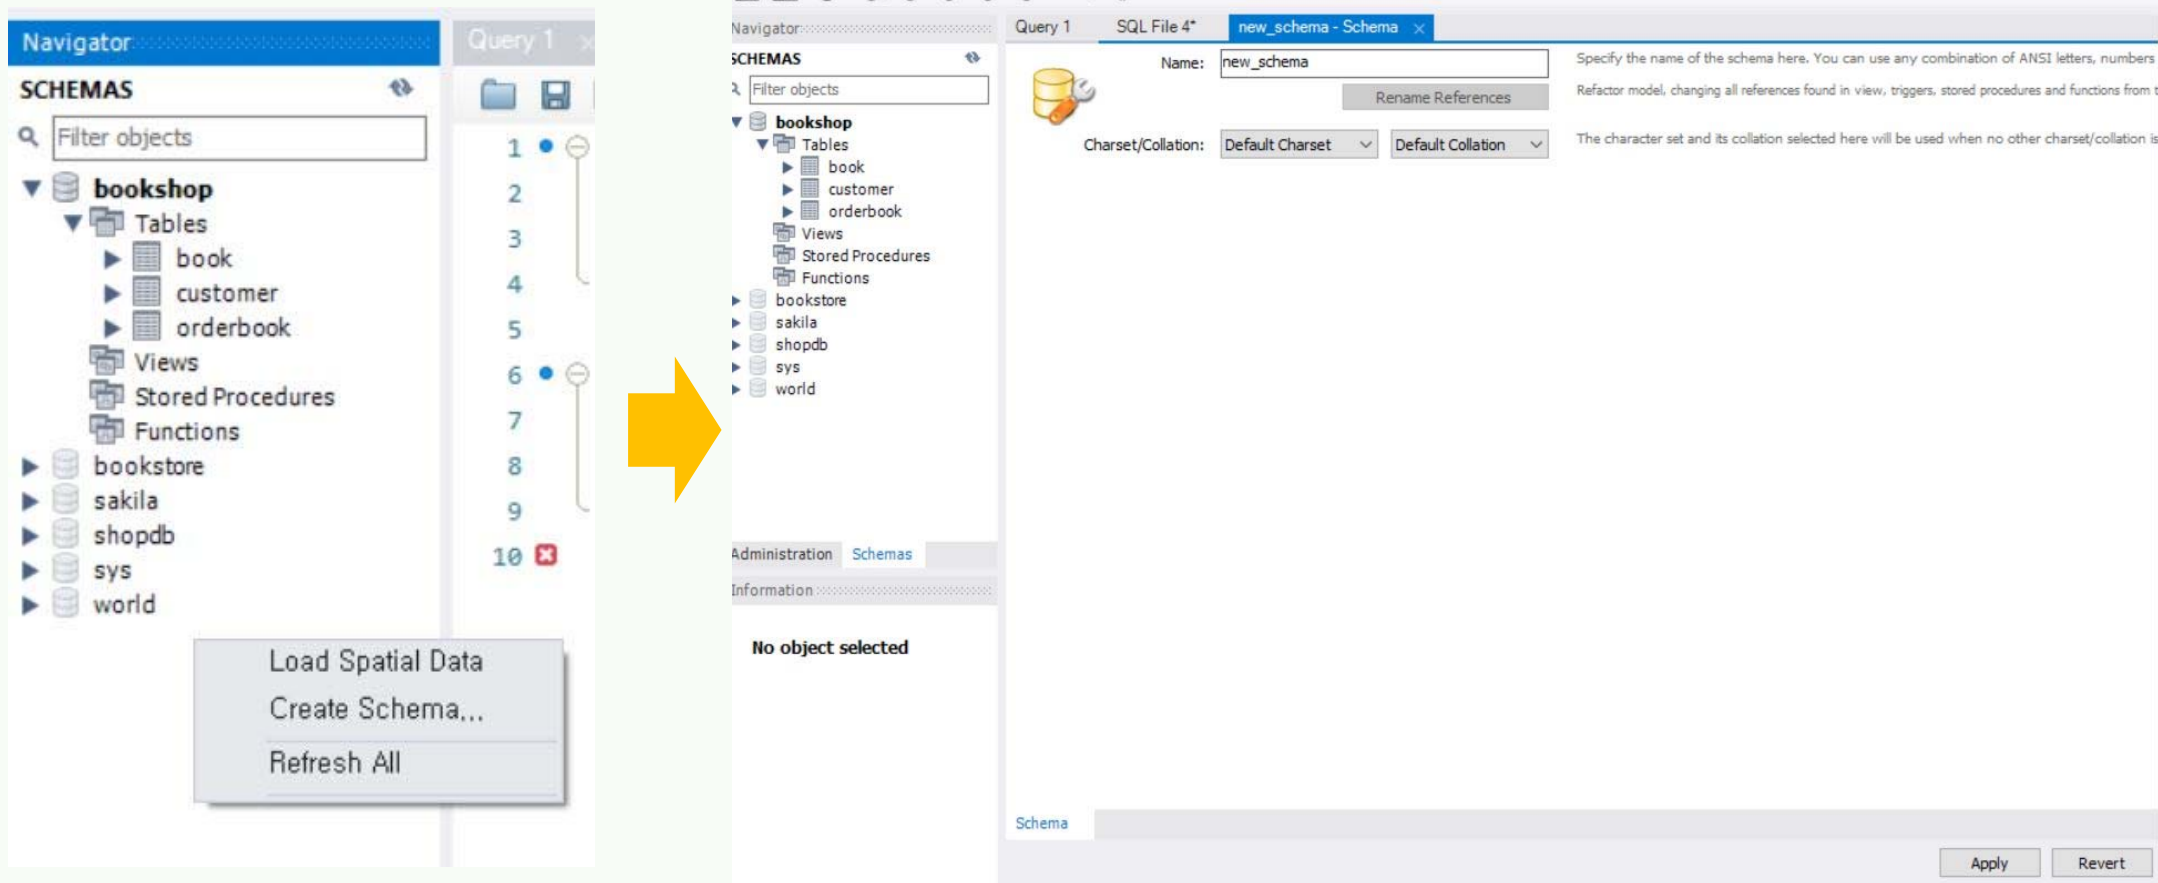 Navigator
SCHEMAS
Filter objects
bookshop
Tables
book
customer
orderbook
Views
Stored Procedures
Functions
bookstore
sakila
shopdb
sys
world
Load Spatial Data
Create Schema...
Refresh All
Query 1
1
2
3
4
5
6
7
8
9
10
Navigator
SCHEMAS
Filter objects
bookshop
Tables
book
customer
orderbook
Views
Stored Procedures
Functions
bookstore
sakila
shopdb
sys
world
Administration Schemas
Information
No object selected
Query 1 SQL File 4* new_schema - Schema
Name: new_schema
Specify the name of the schema here. You can use any combination of ANSI letters, numbers
Rename References
Refactor model, changing all references found in view, triggers, stored procedures and functions from
Charset/Collation: Default Charset Default Collation
The character set and its collation selected here will be used when no other charset/collation is
Schema
Apply Revert